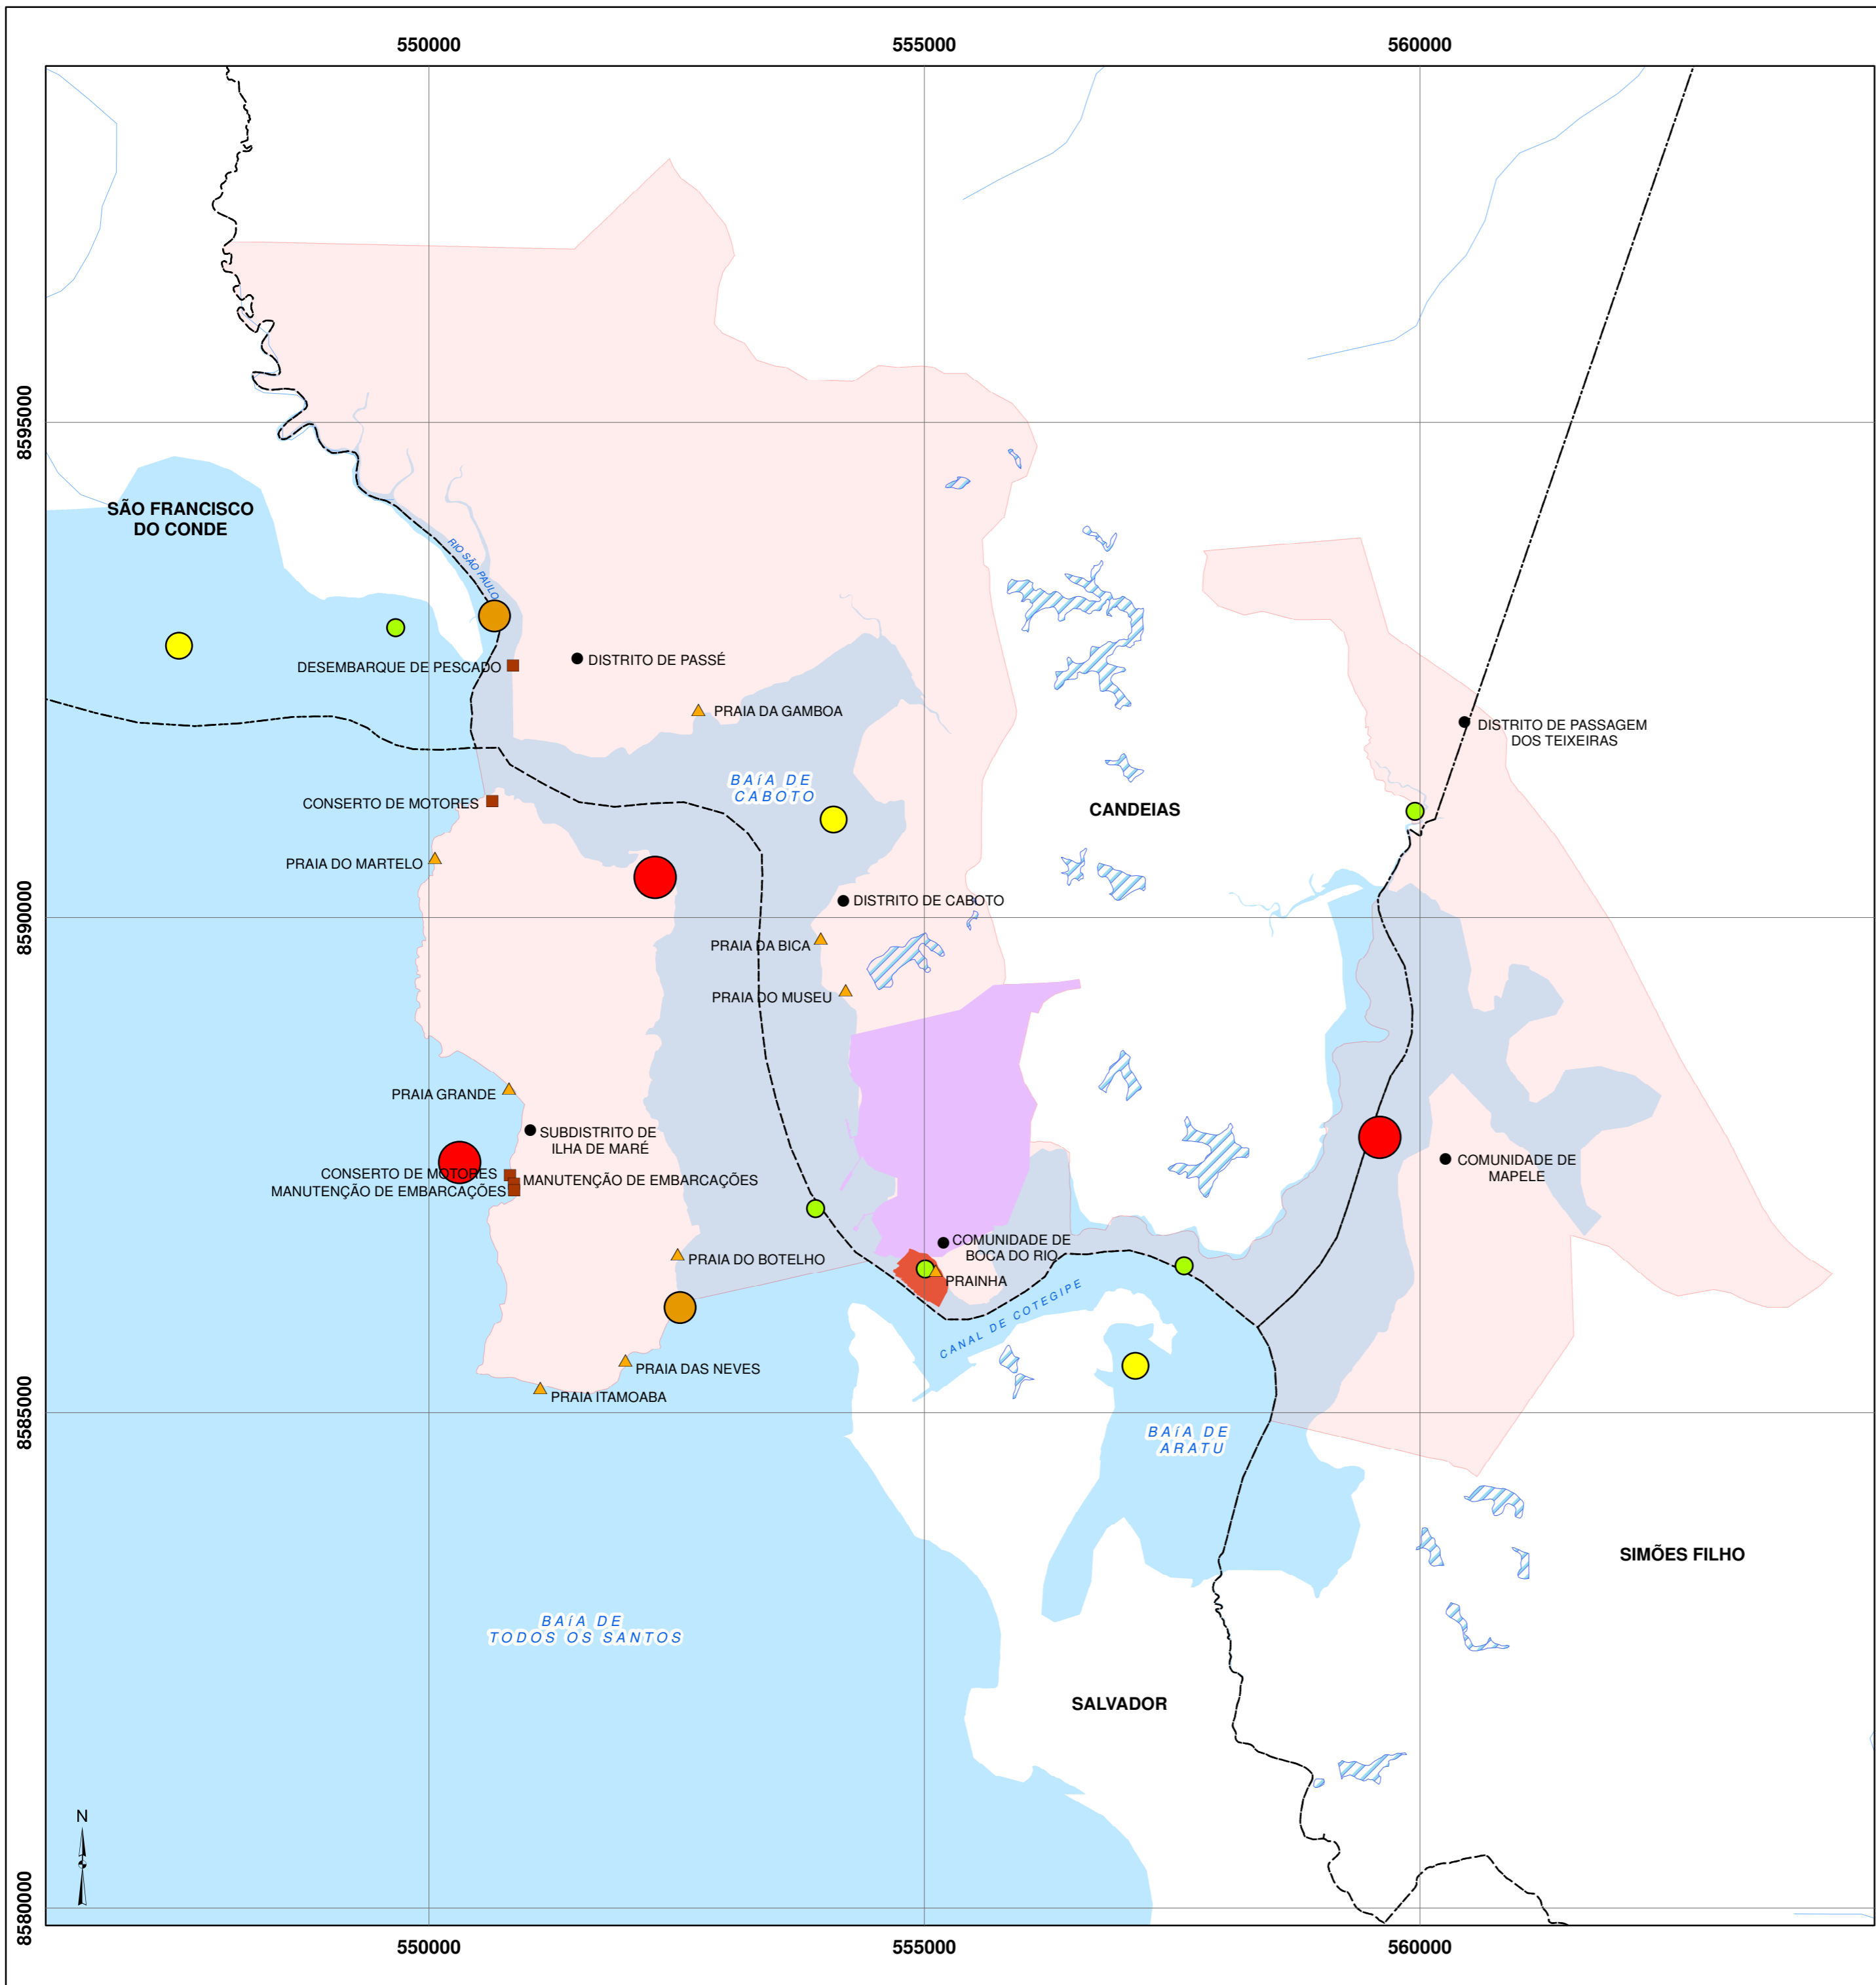 550000
555000
560000
8595000
SÃO FRANCISCO
DO CONDE
RIO SÃO PAULO
DESEMBARQUE DE PESCADO
DISTRITO DE PASSÉ
PRAIA DA GAMBOA
DISTRITO DE PASSAGEM
DOS TEIXEIRAS
BAíA DE
CABOTO
CONSERTO DE MOTORES
CANDEIAS
PRAIA DO MARTELO
8590000
DISTRITO DE CABOTO
PRAIA DA BICA
PRAIA DO MUSEU
PRAIA GRANDE
SUBDISTRITO DE
ILHA DE MARÉ
COMUNIDADE DE
MAPELE
CONSERTO DE MOTORES
MANUTENÇÃO DE EMBARCAÇÕES
MANUTENÇÃO DE EMBARCAÇÕES
COMUNIDADE DE
BOCA DO RIO
PRAIA DO BOTELHO
PRAINHA
CANAL DE COTEGIPE
PRAIA DAS NEVES
PRAIA ITAMOABA
8585000
BAíA DE
ARATU
SIMÕES FILHO
BAíA DE
TODOS OS SANTOS
SALVADOR
N
8580000
550000
555000
560000